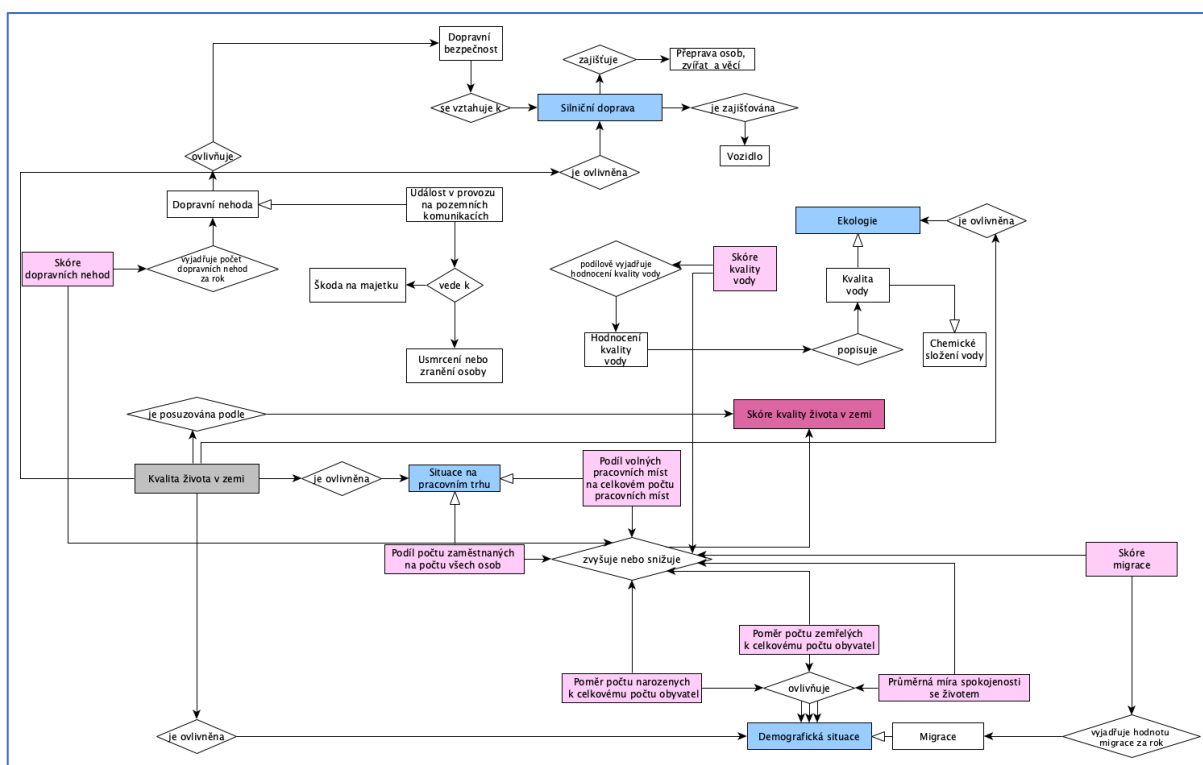 Dopravní
bezpečnost
zajišťuje
Přeprava osob,
zvířat a věcí
se vztahuje k
Silniční doprava
je zajišťována
Vozidlo
ovlivňuje
je ovlivněna
Dopravní nehoda
Událost v provozu
na pozemních
komunikacích
Ekologie
je ovlivněna
Skóre
dopravních nehod
vyjadřuje počet
dopravních nehod
za rok
podílově vyjadřuje
hodnocení kvality vody
Skóre
kvality
vody
Kvalita
vody
Škoda na majetku
vede k
Hodnocení
kvality
vody
popisuje
Chemické
složení vody
Usmrcení nebo
zranění osoby
je posuzována podle
Skóre kvality života v zemi
Kvalita života v zemi
je ovlivněna
Situace na
pracovním trhu
Podíl volných
pracovních míst
na celkovém počtu
pracovních míst
Podíl počtu zaměstnaných
na počtu všech osob
zvyšuje nebo snižuje
Skóre
migrace
Poměr počtu zemřelých
k celkovému počtu obyvatel
Poměr počtu narozenych
k celkovému počtu obyvatel
ovlivňuje
Průměrná míra spokojenosti
se životem
je ovlivněna
Demografická situace
Migrace
vyjadřuje hodnotu
migrace za rok